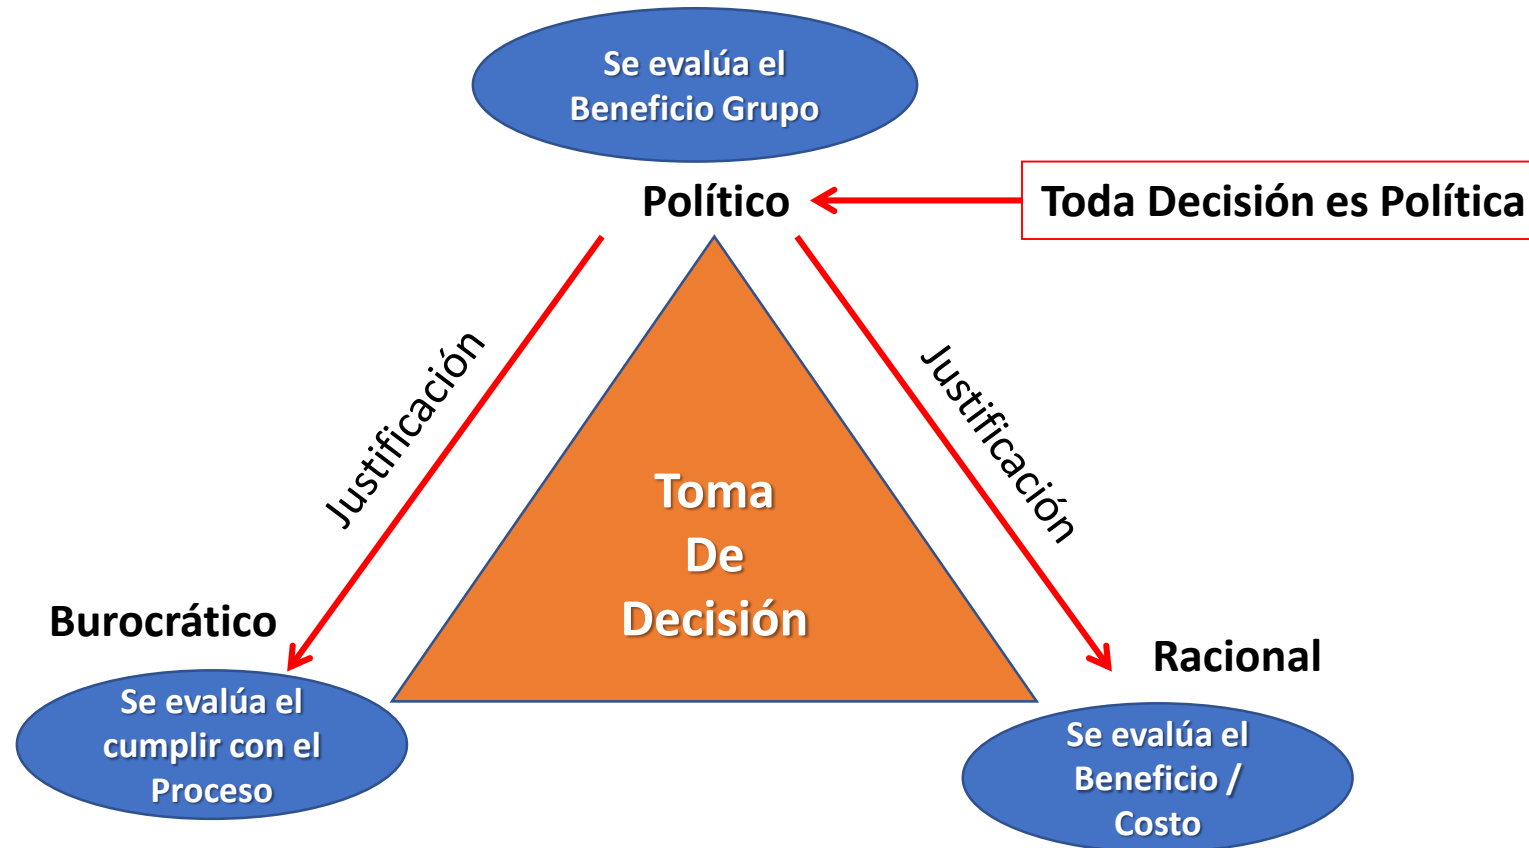 Se evalúa el
Beneficio Grupo
Político
Toda Decisión es Política
Justificación
Justificación
Toma
De
Decisión
Burocrático
Racional
Se evalúa el
cumplir con el
Proceso
Se evalúa el
Beneficio /
Costo